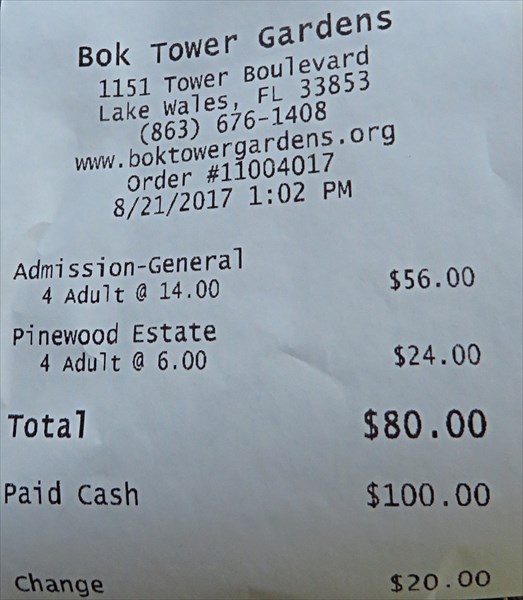 Bok Tower Gardens
1151 Tower Boulevard
Lake Wales, FL 33853
(863) 676-1408
www.boktowergardens.org
Order #11004017
8/21/2017 1:02 PM
Admission-General
4 Adult @ 14.00 $56.00
Pinewood Estate
4 Adult @ 6.00 $24.00
Total $80.00
Paid Cash $100.00
Change $20.00